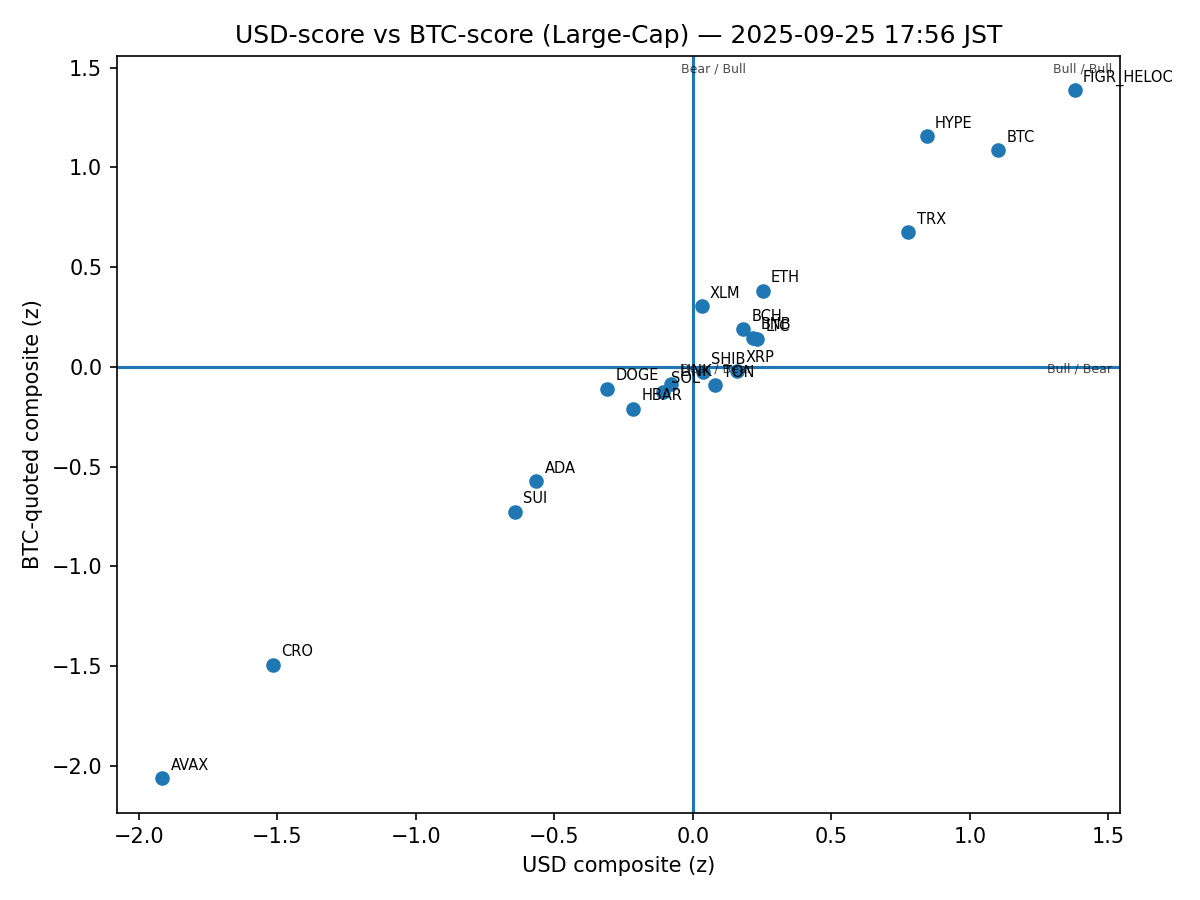 USD-score vs BTC-score (Large-Cap) — 2025-09-25 17:56 JST
Bear / Bull
Bull / Bull
FIGR_HELOC
HYPE
BTC
TRX
ETH
XLM
BCH
BNB
LTC
SHIB
XRP
LINK
TON
Bull / Bear
SOL
DOGE
HBAR
ADA
SUI
CRO
AVAX
1.5
1.0
0.5
0.0
−0.5
−1.0
−1.5
−2.0
−2.0
−1.5
−1.0
−0.5
0.0
0.5
1.0
1.5
USD composite (z)
BTC-quoted composite (z)